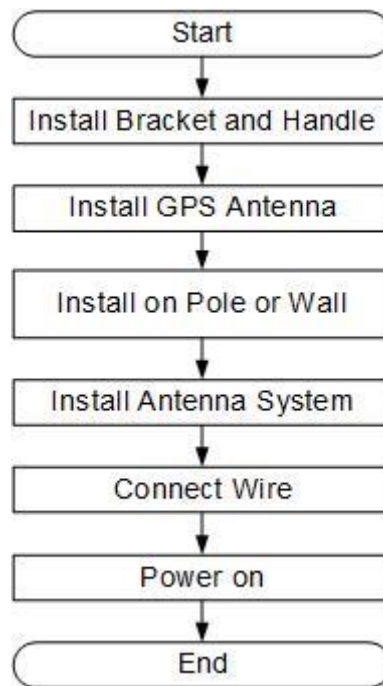 Start
Install Bracket and Handle
Install GPS Antenna
Install on Pole or Wall
Install Antenna System
Connect Wire
Power on
End